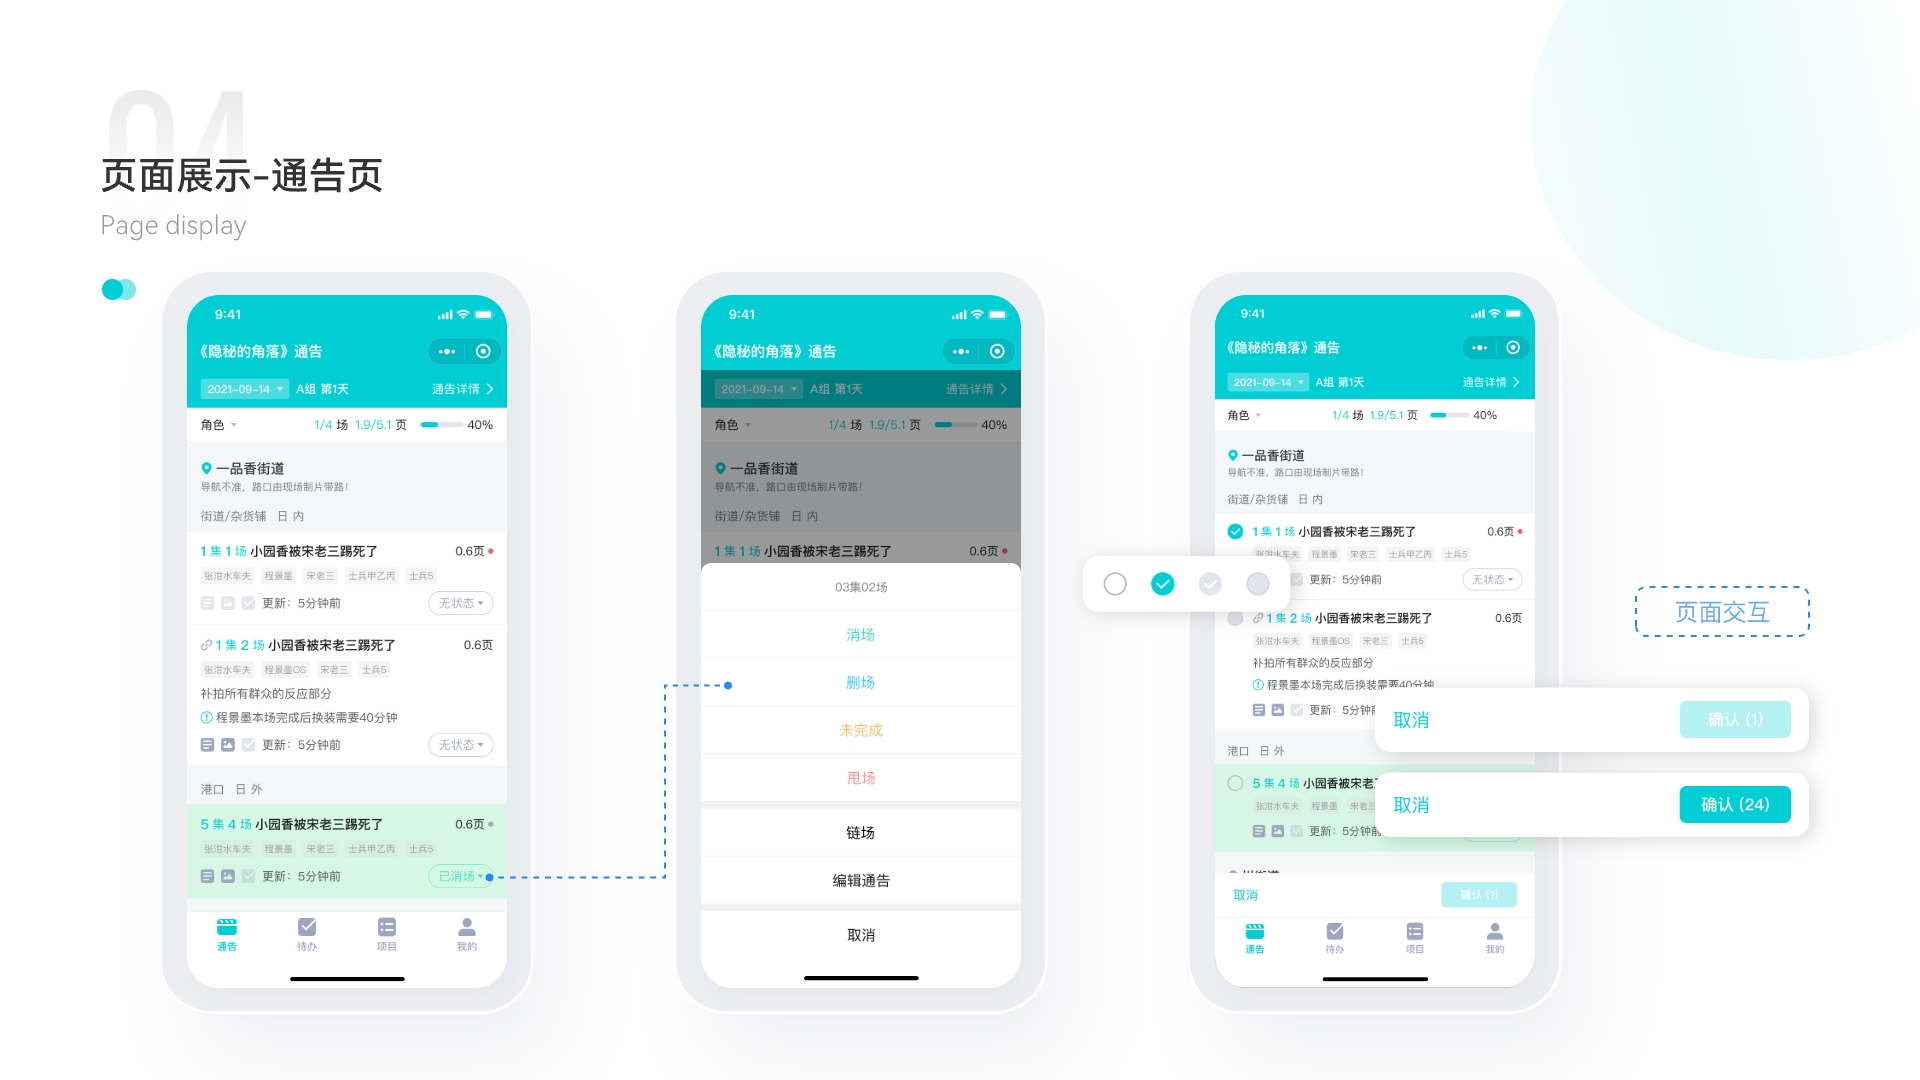 04
页面展示-通告页
Page display
9:41
《隐秘的角落》通告
2021-09-14 A组 第1天 通告详情
角色 1/4 场 1.9/5.1 页 40%
一品香街道
导航不准，路口由现场制片带路！
街道/杂货铺 日 内
1 集 1 场 小园香被宋老三踢死了 0.6页
张泔水车夫 程景墨 宋老三 士兵甲乙丙 士兵5
更新：5分钟前 无状态
1 集 2 场 小园香被宋老三踢死了 0.6页
张泔水车夫 程景墨OS 宋老三 士兵5
补拍所有群众的反应部分
程景墨本场完成后换装需要40分钟
更新：5分钟前 无状态
港口 日 外
5 集 4 场 小园香被宋老三踢死了 0.6页
张泔水车夫 程景墨 宋老三 士兵甲乙丙 士兵5
更新：5分钟前 已消场
通告 待办 项目 我的
9:41
《隐秘的角落》通告
2021-09-14 A组 第1天 通告详情
角色 1/4 场 1.9/5.1 页 40%
一品香街道
导航不准，路口由现场制片带路！
街道/杂货铺 日 内
1 集 1 场 小园香被宋老三踢死了 0.6页
03集02场
消场
删场
未完成
甩场
链场
编辑通告
取消
9:41
《隐秘的角落》通告
2021-09-14 A组 第1天 通告详情
角色 1/4 场 1.9/5.1 页 40%
一品香街道
导航不准，路口由现场制片带路！
街道/杂货铺 日 内
1 集 1 场 小园香被宋老三踢死了 0.6页
张泔水车夫 程景墨 宋老三 士兵甲乙丙 士兵5
更新：5分钟前 无状态
1 集 2 场 小园香被宋老三踢死了 0.6页
张泔水车夫 程景墨OS 宋老三 士兵5
补拍所有群众的反应部分
程景墨本场完成后换装需要40分钟
更新：5分钟前
港口 日 外
5 集 4 场 小园香被宋老三
张泔水车夫 程景墨 宋老三
更新：5分钟前
取消 确认 (1)
通告 待办 项目 我的
页面交互
取消 确认 (1)
取消 确认 (24)